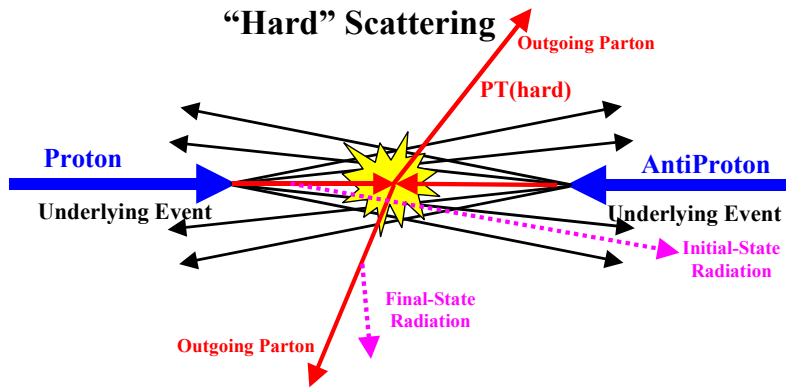 “Hard” Scattering
Outgoing Parton
PT(hard)
Proton
AntiProton
Underlying Event
Underlying Event
Initial-State
Radiation
Final-State
Radiation
Outgoing Parton